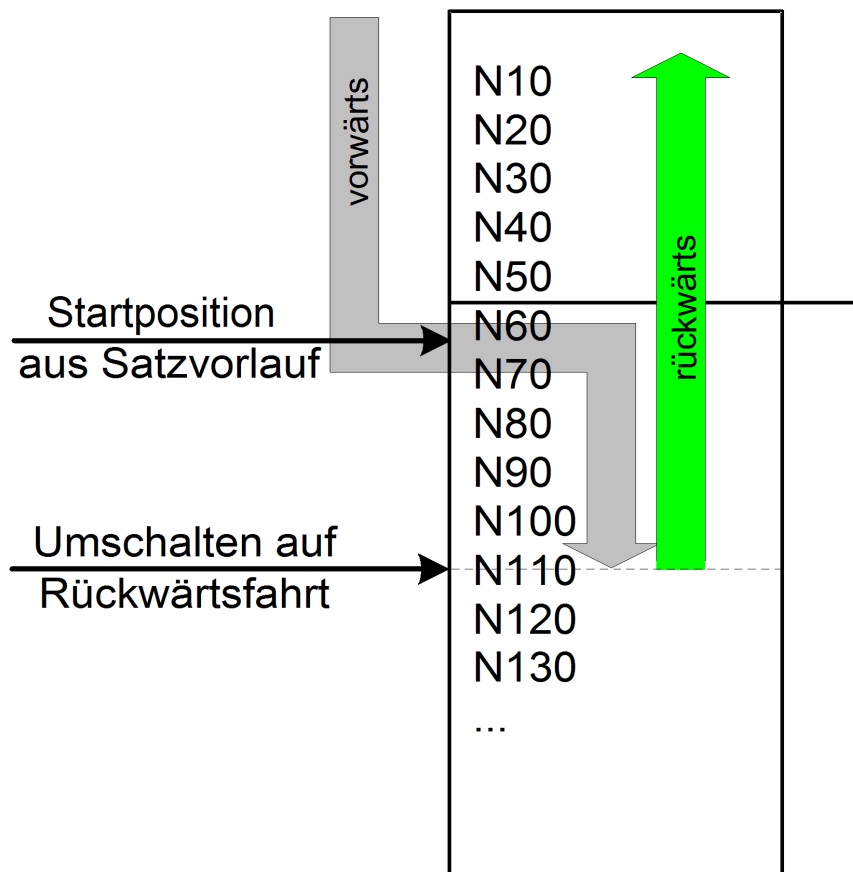 vorwärts
N10
N20
N30
N40
N50
rückwärts
Startposition
aus Satzvorlauf
N60
N70
N80
N90
N100
Umschalten auf
Rückwärtsfahrt
N110
N120
N130
...